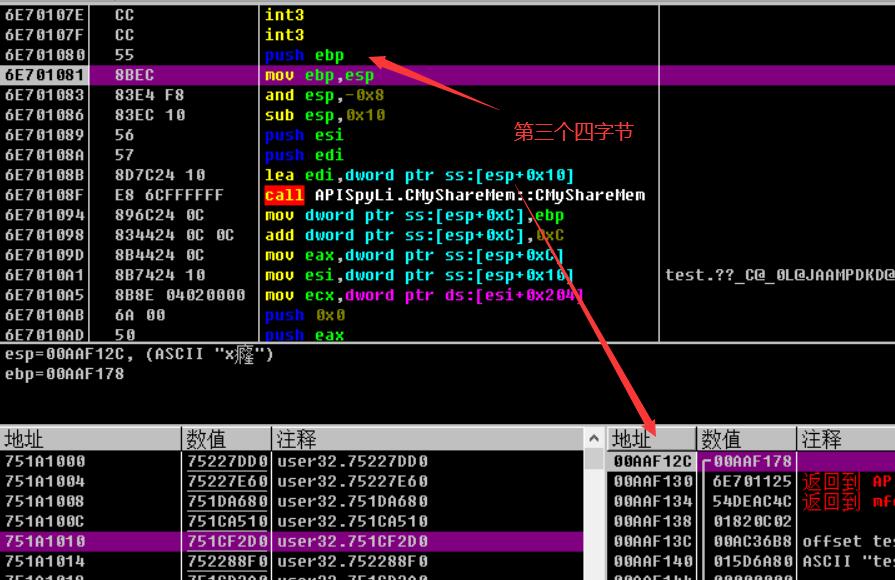 6E70107E CC int3
6E70107F CC int3
6E701080 55 push ebp
6E701081 8BEC mov ebp,esp
6E701083 83E4 F8 and esp,-0x8
6E701086 83EC 10 sub esp,0x10
6E701089 56 push esi
6E70108A 57 push edi
第三个四字节
6E70108B 8D7C24 10 lea edi,dword ptr ss:[esp+0x10]
6E70108F E8 6CFFFFFF call APISpyLi.CMyShareMem::CMyShareMem
6E701094 896C24 0C mov dword ptr ss:[esp+0xC],ebp
6E701098 834424 0C 0C add dword ptr ss:[esp+0xC],0xC
6E70109D 8B4424 0C mov eax,dword ptr ss:[esp+0xC]
6E7010A1 8B7424 10 mov esi,dword ptr ss:[esp+0x10] test.??_C@_0L@JAAMPDKD@
6E7010A5 8B8E 04020000 mov ecx,dword ptr ds:[esi+0x204]
6E7010AB 6A 00 push 0x0
6E7010AD 50 push eax
esp=00AAF12C, (ASCII "x癃")
ebp=00AAF178
地址 数值 注释 地址 数值 注释
751A1000 75227DD0 user32.75227DD0 00AAF12C 00AAF178
751A1004 75227E60 user32.75227E60 00AAF130 6E701125 返回到 AP
751A1008 751DA680 user32.751DA680 00AAF134 54DEAC4C 返回到 mf
751A100C 751CA510 user32.751CA510 00AAF138 01820C02
751A1010 751CF2D0 user32.751CF2D0 00AAF13C 00AC36B8 offset tes
751A1014 752288F0 user32.752288F0 00AAF140 015D6A80 ASCII "te